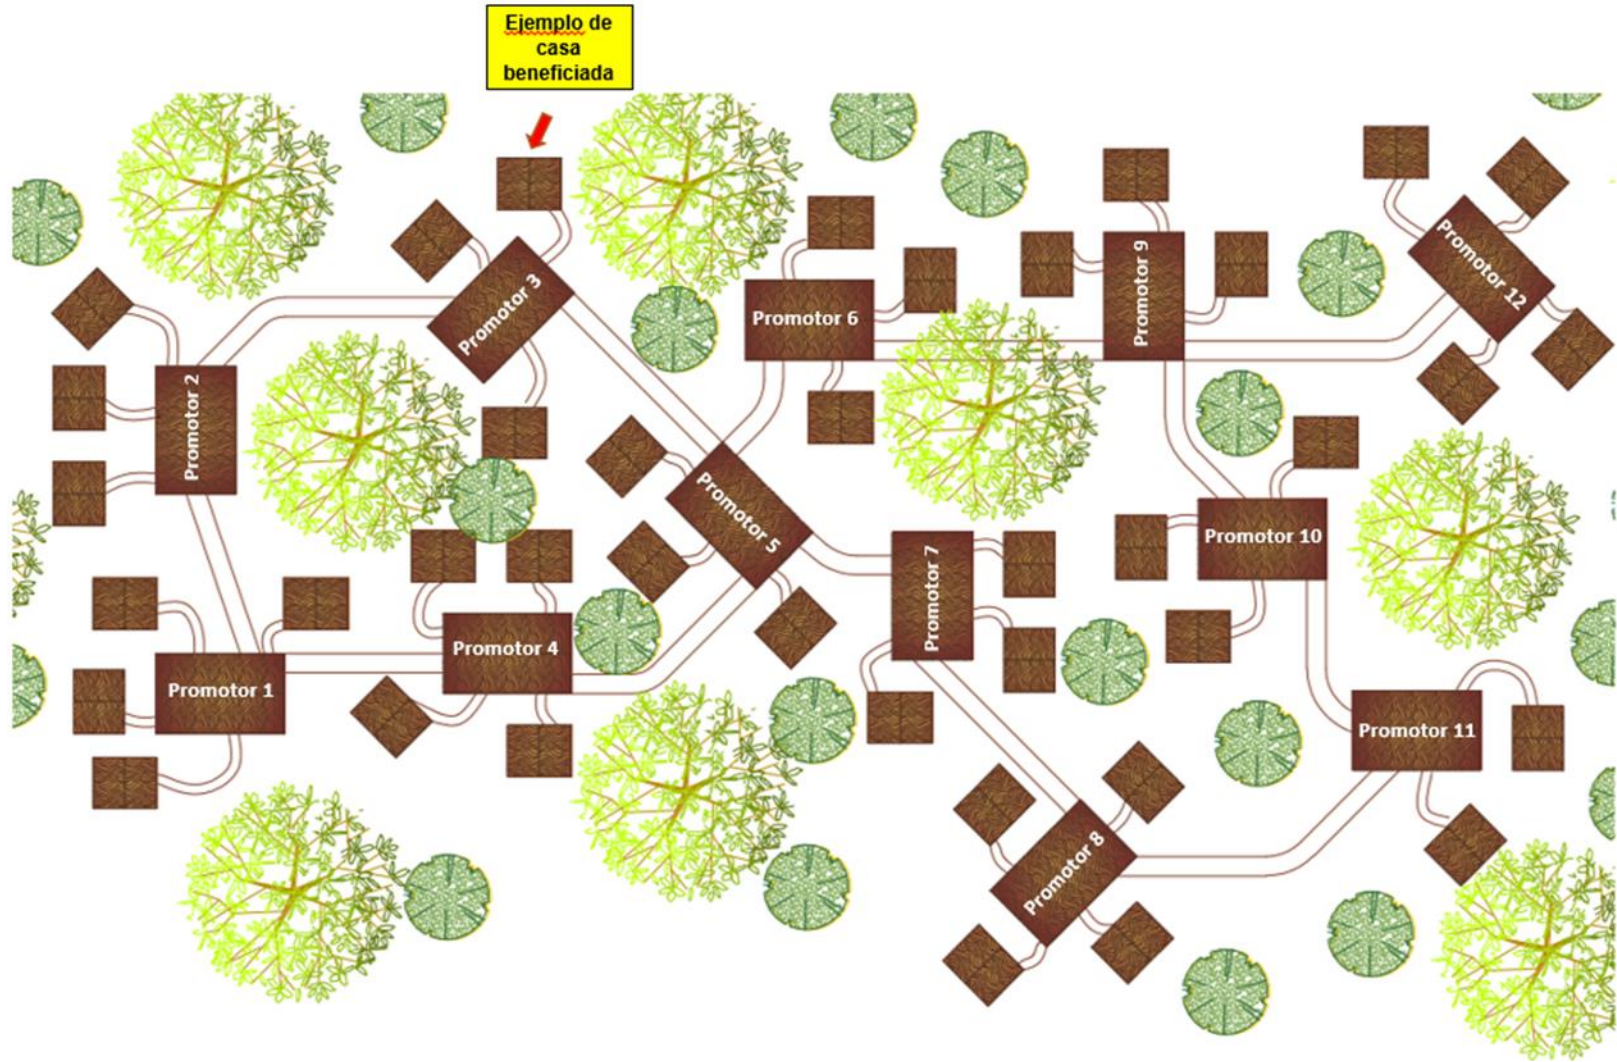 Ejemplo de
casa
beneficiada
Promotor 3
Promotor 9
Promotor 12
Promotor 6
Promotor 2
Promotor 5
Promotor 10
Promotor 7
Promotor 4
Promotor 1
Promotor 11
Promotor 8